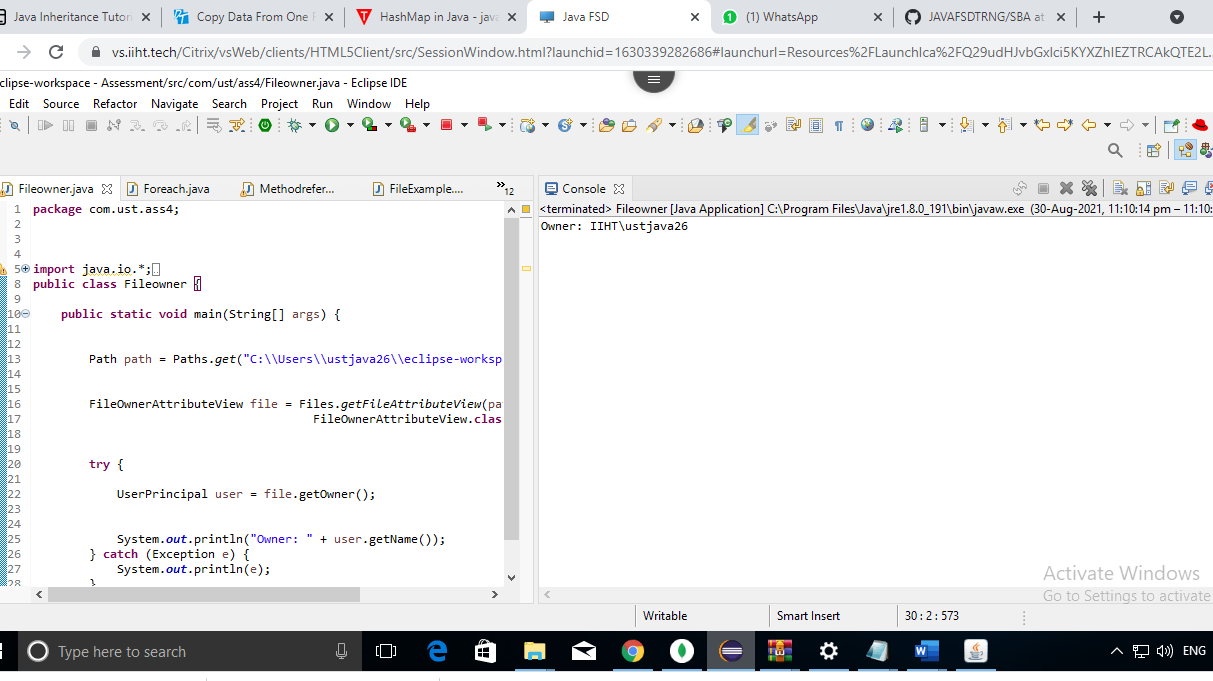 Java Inheritance Tutori
Copy Data From One F
HashMap in Java - java
Java FSD
(1) WhatsApp
JAVAFSDTRNG/SBA at
vs.iiht.tech/Citrix/vsWeb/clients/HTML5Client/src/SessionWindow.html?launchid=1630339282686#launchurl=Resources%2FLaunchIca%2FQ29udHJvbGxlci5KYXZhIEZTRCAkQTE2L...
clipse-workspace - Assessment/src/com/ust/ass4/Fileowner.java - Eclipse IDE
Edit Source Refactor Navigate Search Project Run Window Help
Fileowner.java Foreach.java Methodrefer... FileExample.... »12
Console
<terminated> Fileowner [Java Application] C:\Program Files\Java\jre1.8.0_191\bin\javaw.exe (30-Aug-2021, 11:10:14 pm – 11:10:
Owner: IIHT\ustjava26
1 package com.ust.ass4;
2
3
4
5 import java.io.*;
8 public class Fileowner {
9
10 public static void main(String[] args) {
11
12
13 Path path = Paths.get("C:\\Users\\ustjava26\\eclipse-worksp
14
15
16 FileOwnerAttributeView file = Files.getFileAttributeView(pa
17 FileOwnerAttributeView.clas
18
19
20 try {
21
22 UserPrincipal user = file.getOwner();
23
24
25 System.out.println("Owner: " + user.getName());
26 } catch (Exception e) {
27 System.out.println(e);
28 }
Activate Windows
Go to Settings to activate
Writable Smart Insert 30 : 2 : 573
Type here to search
ENG